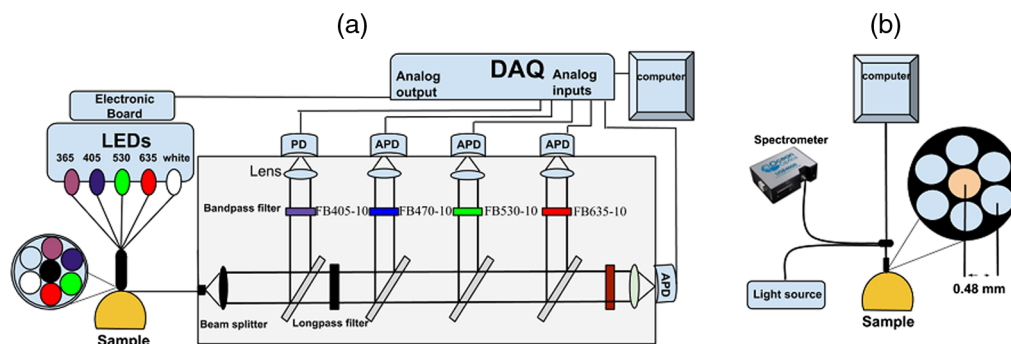 (a)
(b)
DAQ
Analog
output
Analog
inputs
computer
Electronic
Board
LEDs
365 405 530 635 white
PD
APD
APD
APD
Lens
Bandpass filter
FB405-10
FB470-10
FB530-10
FB635-10
APD
Beam splitter
Longpass filter
Sample
computer
Spectrometer
Ocean
Light source
Sample
0.48 mm